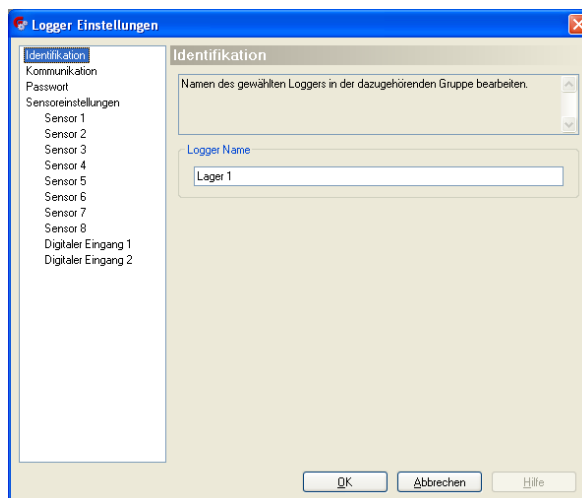 Logger Einstellungen
Identifikation
Kommunikation
Passwort
Sensoreinstellungen
Sensor 1
Sensor 2
Sensor 3
Sensor 4
Sensor 5
Sensor 6
Sensor 7
Sensor 8
Digitaler Eingang 1
Digitaler Eingang 2
Identifikation
Namen des gewählten Loggers in der dazugehörenden Gruppe bearbeiten.
Logger Name
Lager 1
OK
Abbrechen
Hilfe